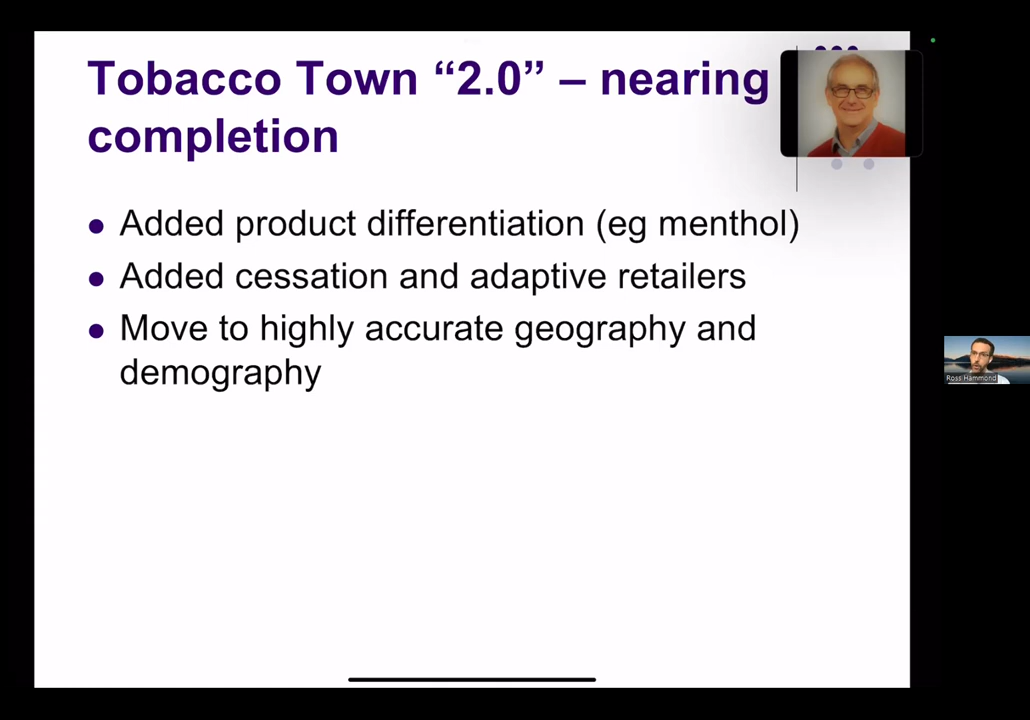 Tobacco Town “2.0” – nearing
completion
Added product differentiation (eg menthol)
Added cessation and adaptive retailers
Move to highly accurate geography and
demography
Ross Hammond